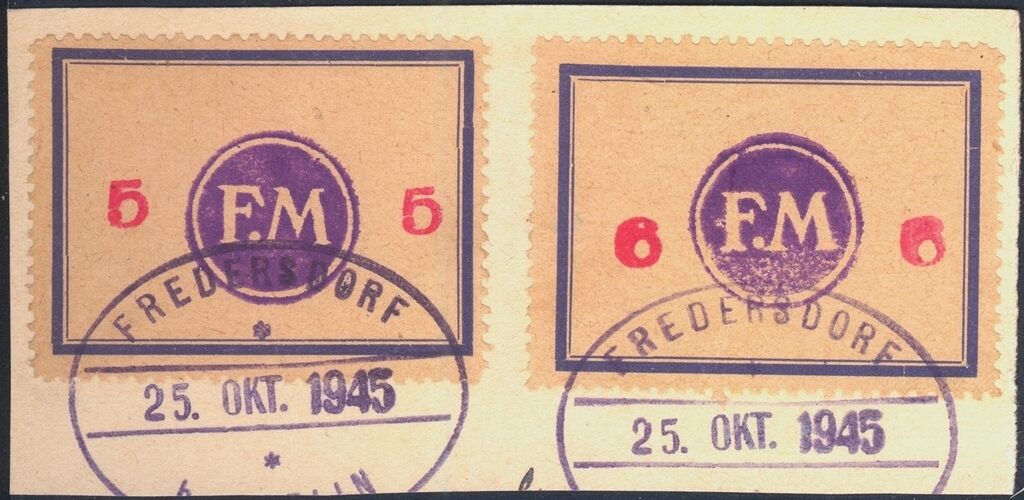 5 F.M 5
FREDERSDORF
*
25. OKT. 1945
*
6 F.M 6
FREDERSDORF
25. OKT. 1945